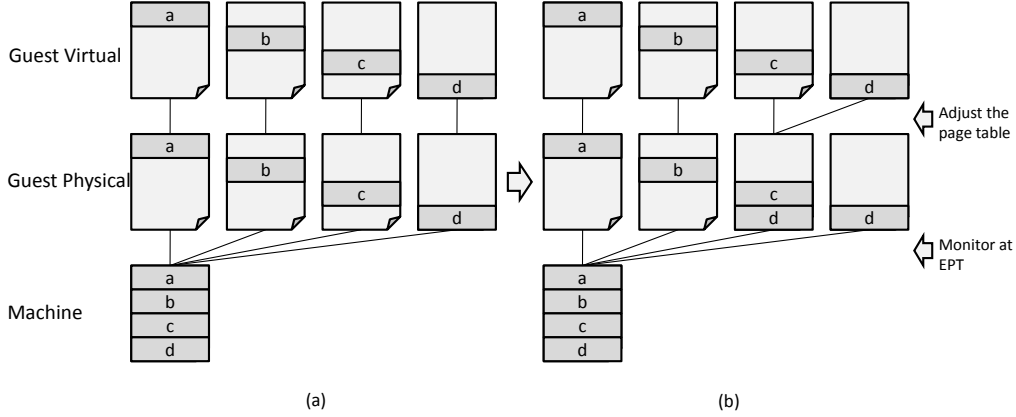 a
b
c
d
a
b
c
d
Guest Virtual
Adjust the
page table
a
b
c
d
a
b
c
d
d
Guest Physical
Monitor at
EPT
a
b
c
d
a
b
c
d
Machine
(a)
(b)